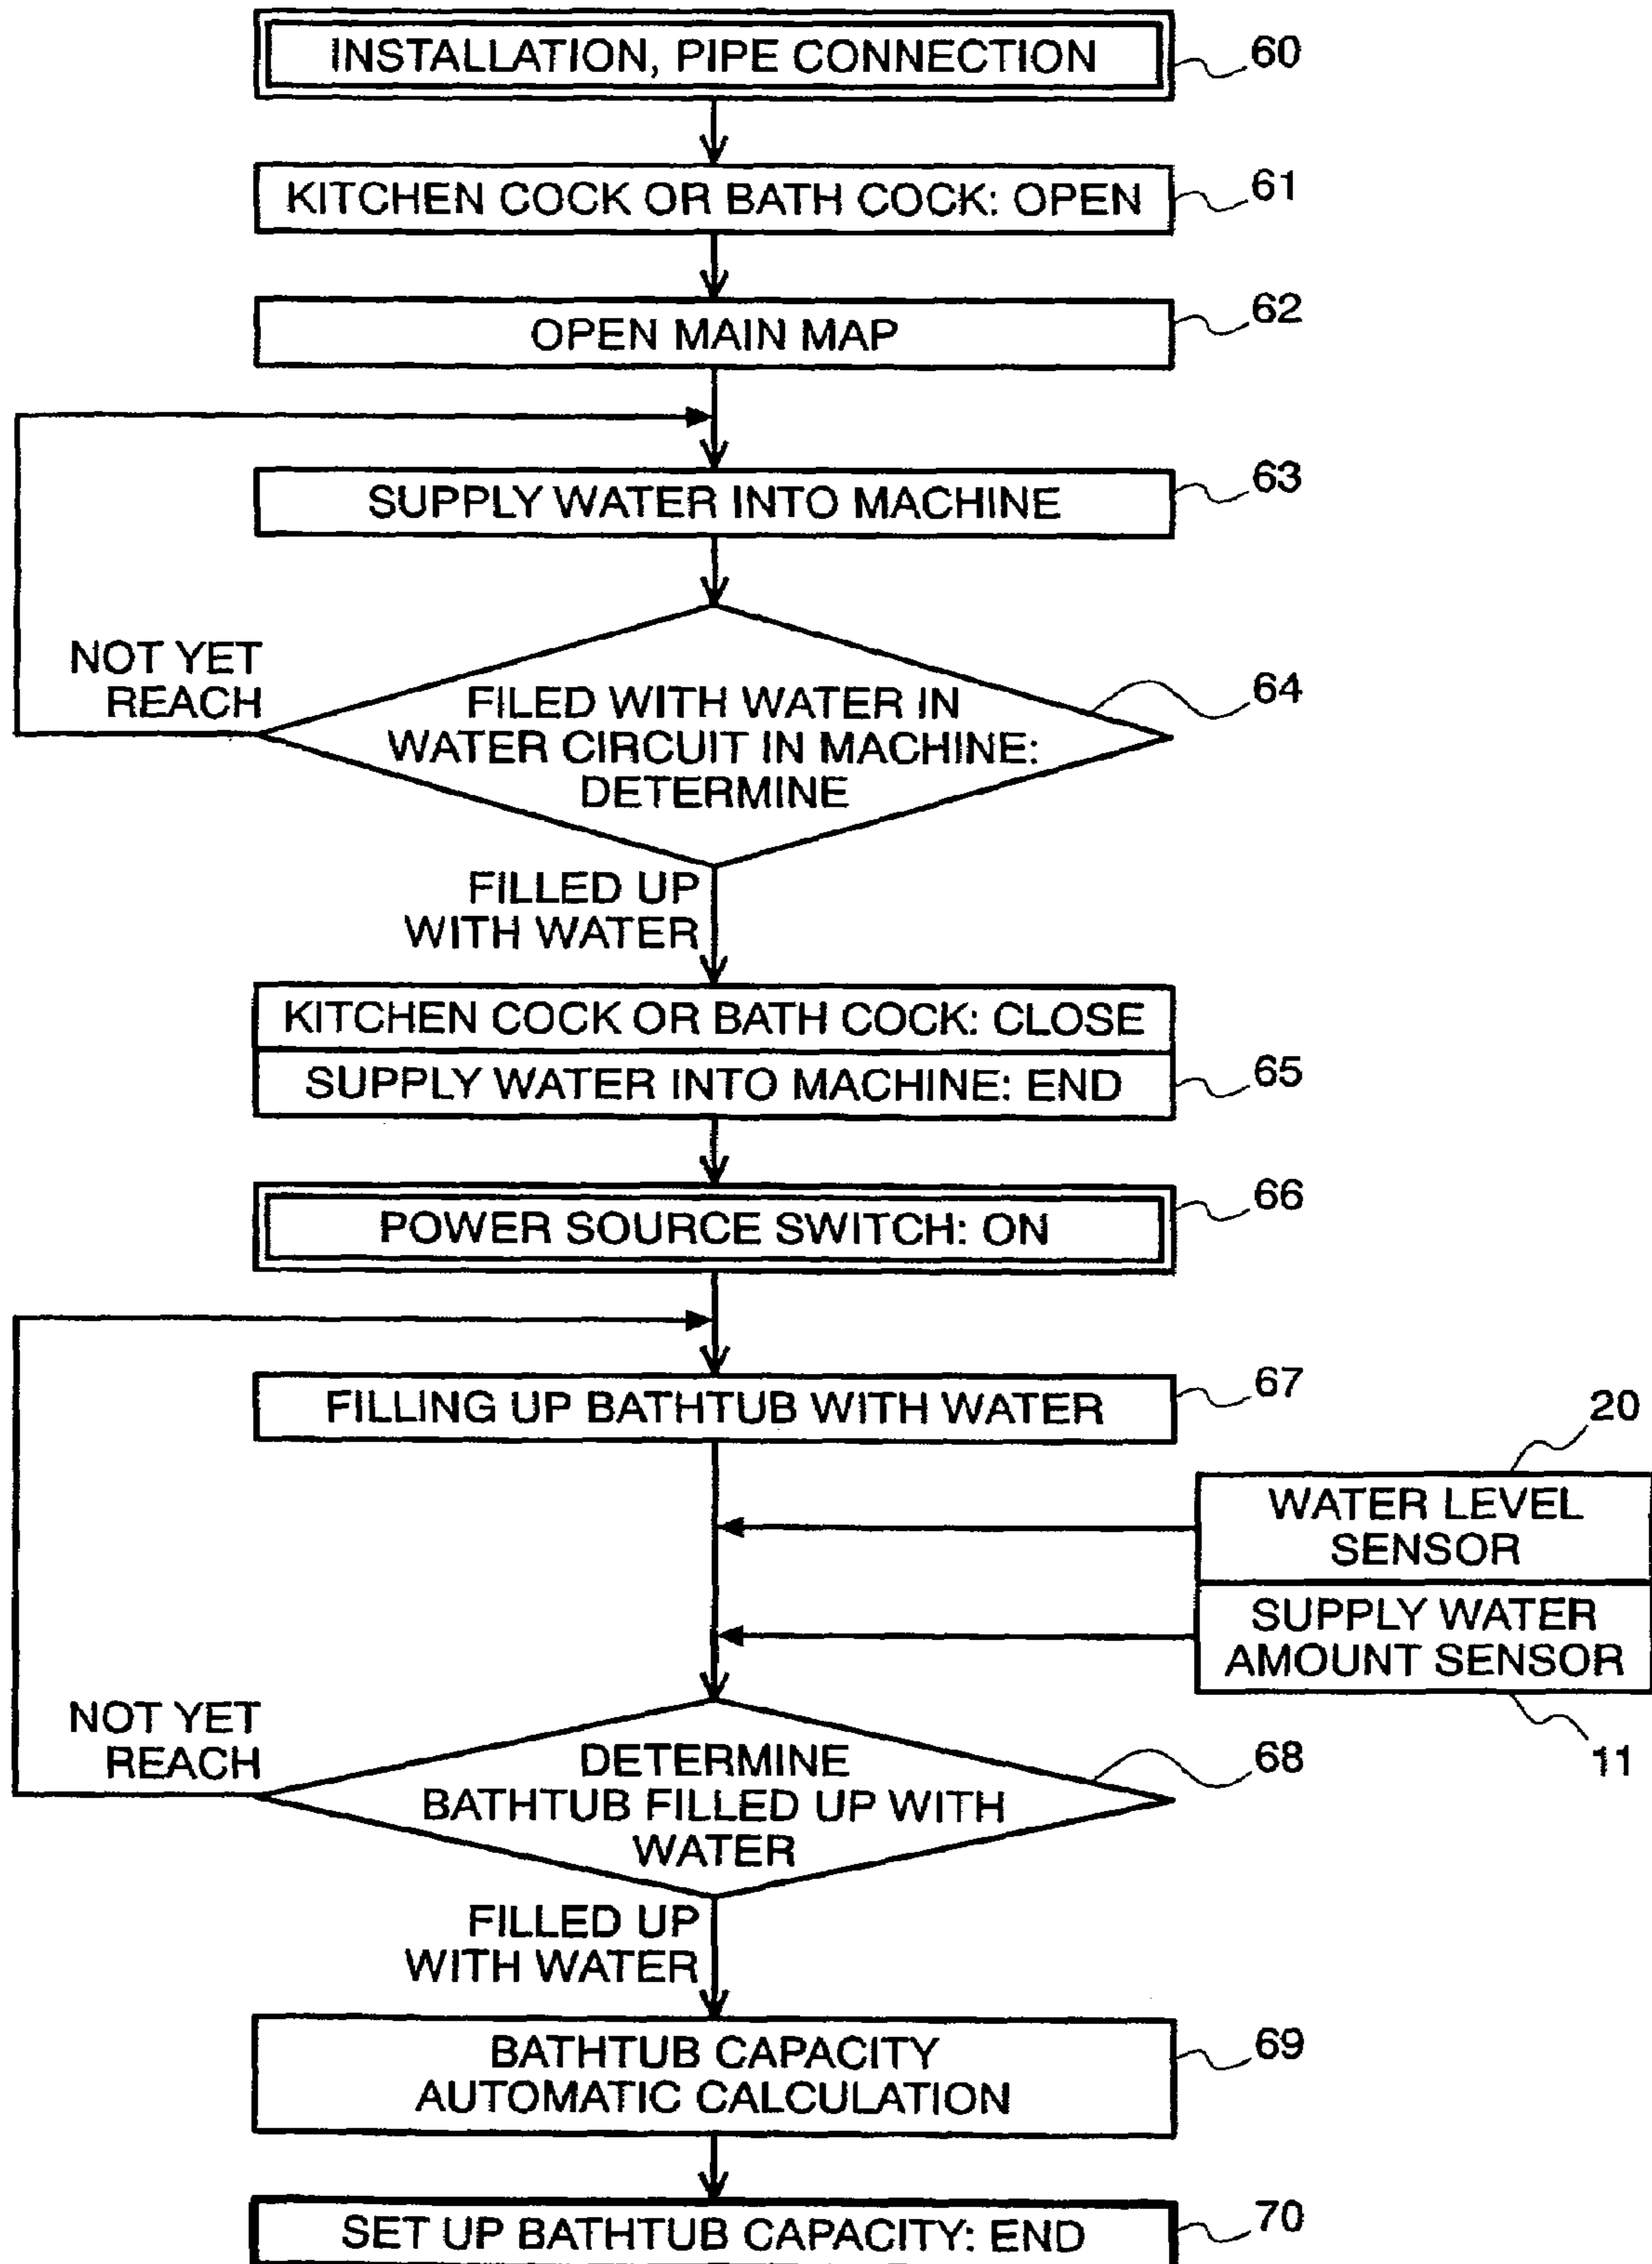 INSTALLATION, PIPE CONNECTION
60
KITCHEN COCK OR BATH COCK: OPEN
61
OPEN MAIN MAP
62
SUPPLY WATER INTO MACHINE
63
NOT YET
REACH
FILED WITH WATER IN
WATER CIRCUIT IN MACHINE:
DETERMINE
64
FILLED UP
WITH WATER
KITCHEN COCK OR BATH COCK: CLOSE
SUPPLY WATER INTO MACHINE: END
65
POWER SOURCE SWITCH: ON
66
FILLING UP BATHTUB WITH WATER
67
20
WATER LEVEL
SENSOR
SUPPLY WATER
AMOUNT SENSOR
11
NOT YET
REACH
DETERMINE
BATHTUB FILLED UP WITH
WATER
68
FILLED UP
WITH WATER
BATHTUB CAPACITY
AUTOMATIC CALCULATION
69
SET UP BATHTUB CAPACITY: END
70